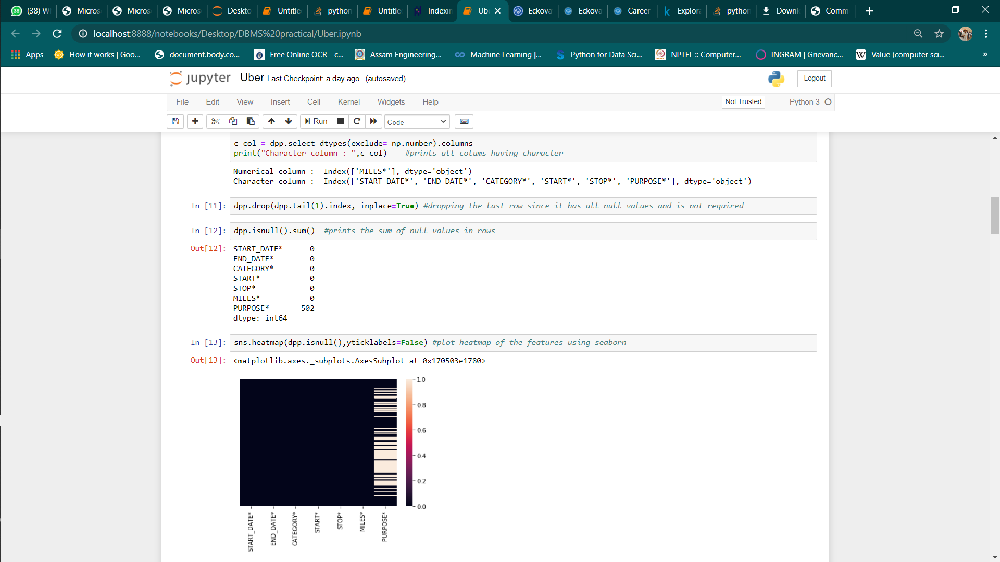 (38) W
Micros
Micros
Micros
Deskto
Untitle
python
Untitle
Indexin
Ube
Eckova
Eckova
Career
Explora
python
Downl
Comm
localhost:8888/notebooks/Desktop/DBMS%20practical/Uber.ipynb
Apps
How it works | Goo...
document.body.co...
Free Online OCR - c...
Assam Engineering...
Machine Learning |...
Python for Data Sci...
NPTEL :: Computer...
INGRAM | Grievanc...
Value (computer sci...
»
jupyter Uber Last Checkpoint: a day ago (autosaved)
Logout
File Edit View Insert Cell Kernel Widgets Help
Not Trusted
Python 3
Run
Code
c_col = dpp.select_dtypes(exclude= np.number).columns
print("Character column : ",c_col)    #prints all colums having character
Numerical column :  Index(['MILES*'], dtype='object')
Character column :  Index(['START_DATE*', 'END_DATE*', 'CATEGORY*', 'START*', 'STOP*', 'PURPOSE*'], dtype='object')
In [11]: dpp.drop(dpp.tail(1).index, inplace=True) #dropping the last row since it has all null values and is not required
In [12]: dpp.isnull().sum()  #prints the sum of null values in rows
Out[12]: START_DATE*      0
END_DATE*        0
CATEGORY*        0
START*           0
STOP*            0
MILES*           0
PURPOSE*       502
dtype: int64
In [13]: sns.heatmap(dpp.isnull(),yticklabels=False) #plot heatmap of the features using seaborn
Out[13]: <matplotlib.axes._subplots.AxesSubplot at 0x170503e1780>
1.0
0.8
0.6
0.4
0.2
0.0
START_DATE*
END_DATE*
CATEGORY*
START*
STOP*
MILES*
PURPOSE*